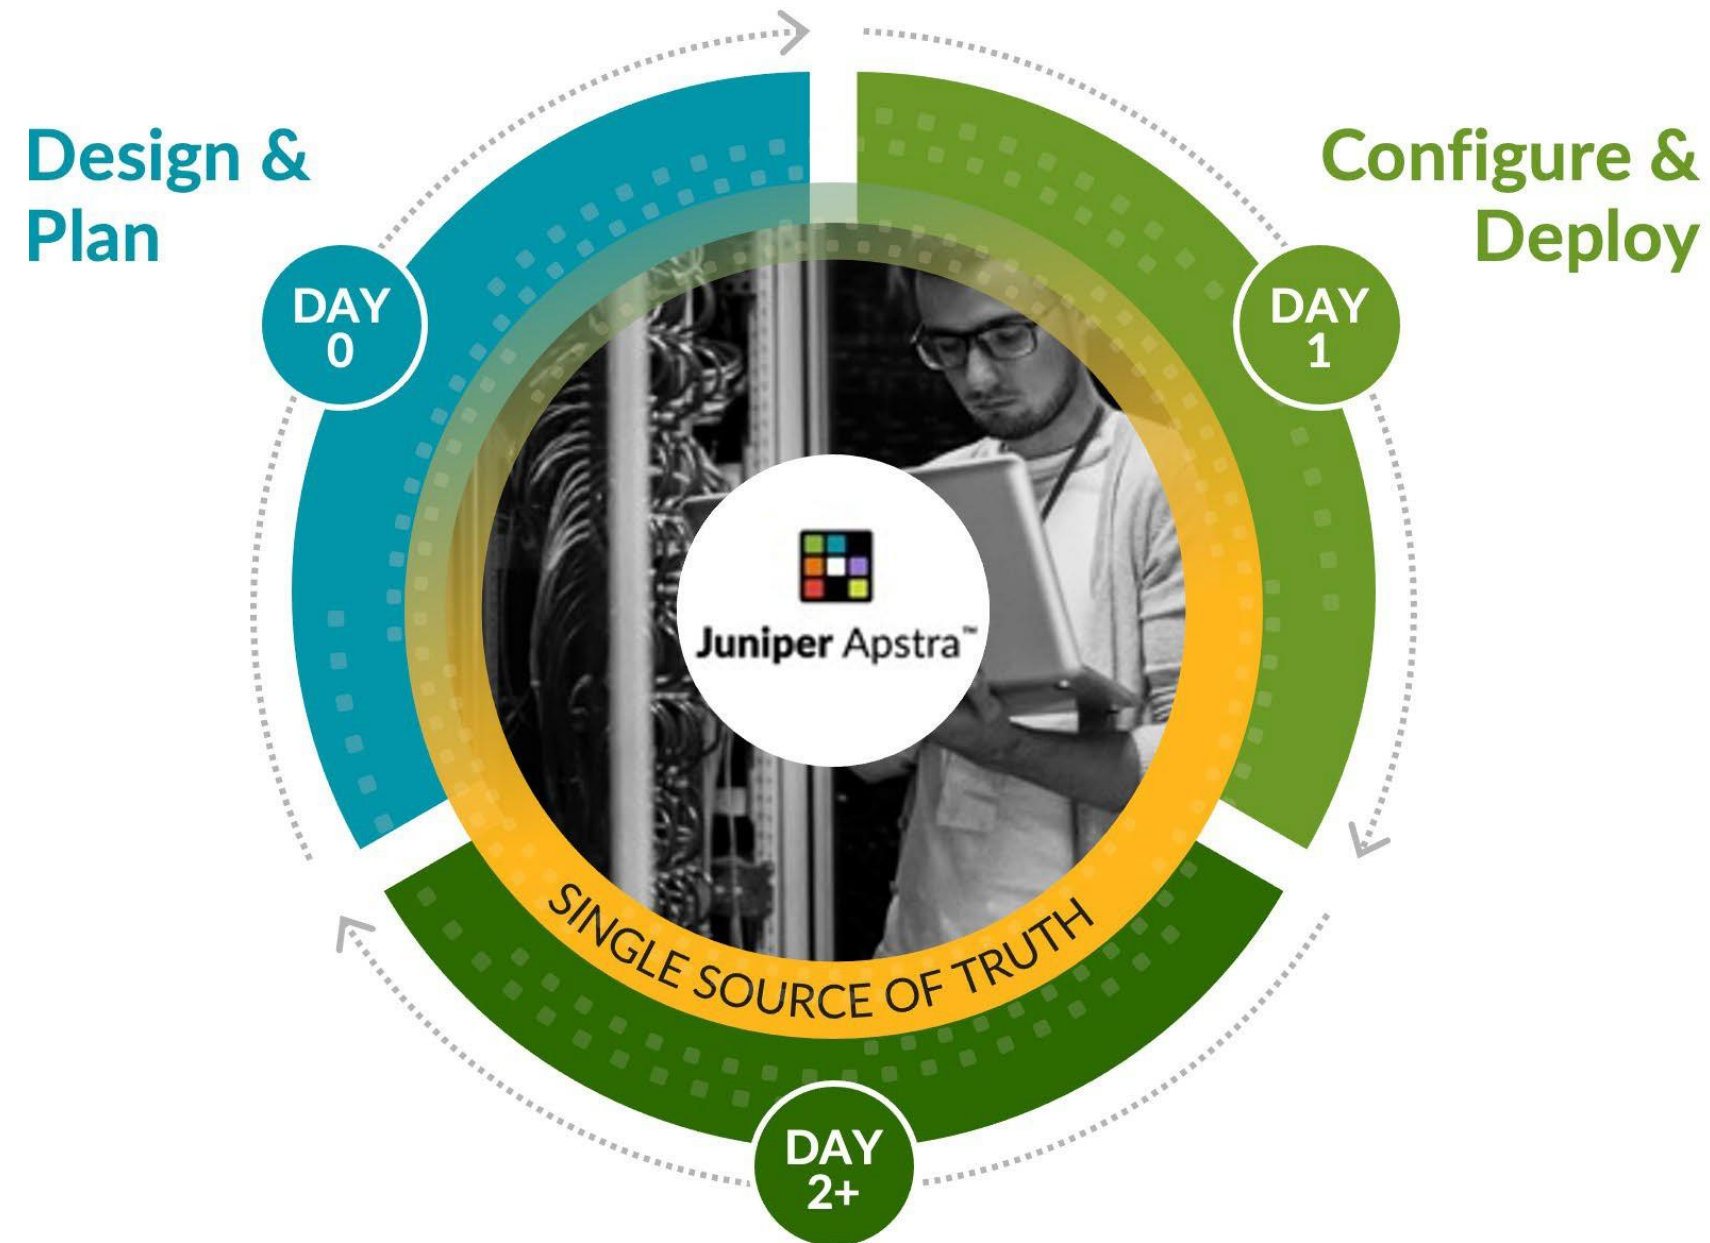 Design &
Plan
Configure &
Deploy
DAY
0
DAY
1
Juniper Apstra™
SINGLE SOURCE OF TRUTH
DAY
2+